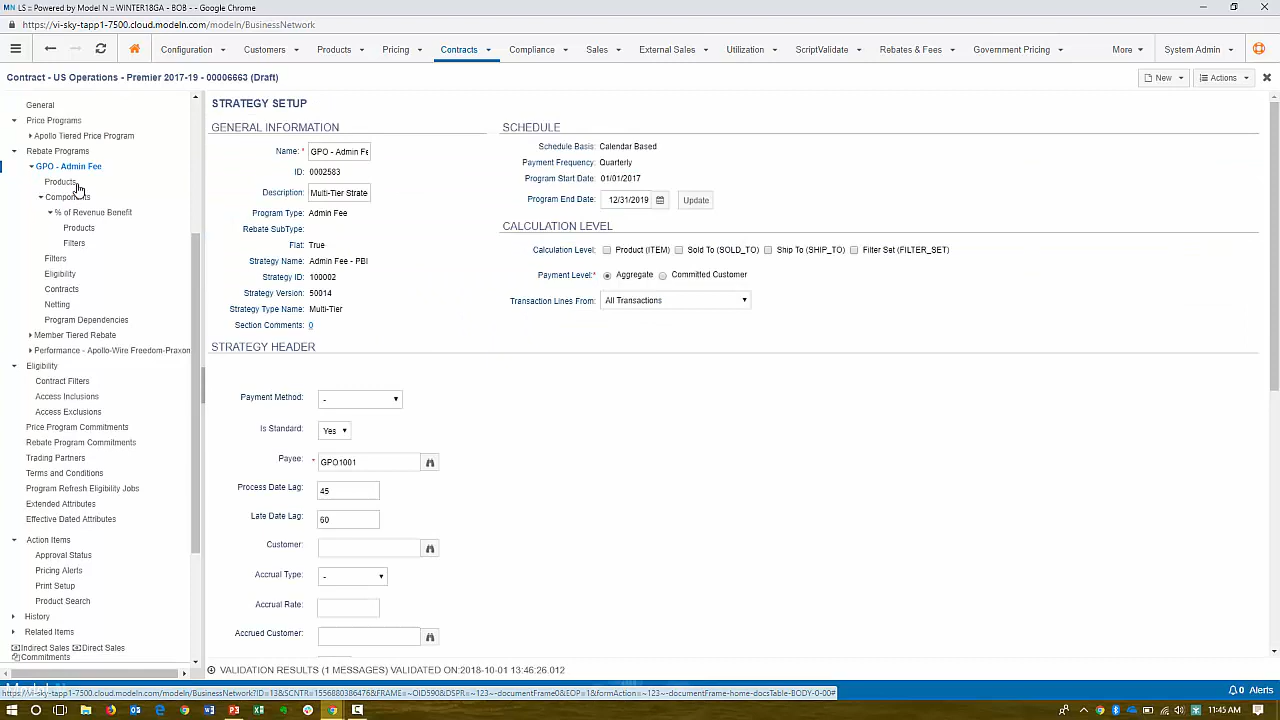 LS :: Powered by Model N :: WINTER18GA - BOB - - Google Chrome
https://vi-sky-tapp1-7500.cloud.modeln.com/modeln/BusinessNetwork
Configuration Customers Products Pricing Contracts Compliance Sales External Sales Utilization ScriptValidate Rebates & Fees Government Pricing More System Admin
Contract - US Operations - Premier 2017-19 - 00006663 (Draft) New Actions
General
Price Programs
Apollo Tiered Price Program
Rebate Programs
GPO - Admin Fee
Products
Components
% of Revenue Benefit
Products
Filters
Filters
Eligibility
Contracts
Netting
Program Dependencies
Member Tiered Rebate
Performance - Apollo-Wire Freedom-Praxon
Eligibility
Contract Filters
Access Inclusions
Access Exclusions
Price Program Commitments
Rebate Program Commitments
Trading Partners
Terms and Conditions
Program Refresh Eligibility Jobs
Extended Attributes
Effective Dated Attributes
Action Items
Approval Status
Pricing Alerts
Print Setup
Product Search
History
Related Items
Indirect Sales Direct Sales
Commitments
STRATEGY SETUP
GENERAL INFORMATION
Name: * GPO - Admin Fe
ID: 0002583
Description: Multi-Tier Strate
Program Type: Admin Fee
Rebate SubType:
Flat: True
Strategy Name: Admin Fee - PBI
Strategy ID: 100002
Strategy Version: 50014
Strategy Type Name: Multi-Tier
Section Comments: 0
SCHEDULE
Schedule Basis: Calendar Based
Payment Frequency: Quarterly
Program Start Date: 01/01/2017
Program End Date: 12/31/2019 Update
CALCULATION LEVEL
Calculation Level: Product (ITEM) Sold To (SOLD_TO) Ship To (SHIP_TO) Filter Set (FILTER_SET)
Payment Level:* Aggregate Committed Customer
Transaction Lines From: All Transactions
STRATEGY HEADER
Payment Method: -
Is Standard: Yes
Payee: GPO1001
Process Date Lag: 45
Late Date Lag: 60
Customer:
Accrual Type: -
Accrual Rate:
Accrued Customer:
VALIDATION RESULTS (1 MESSAGES) VALIDATED ON:2018-10-01 13:46:26.012
0 Alerts
11:45 AM